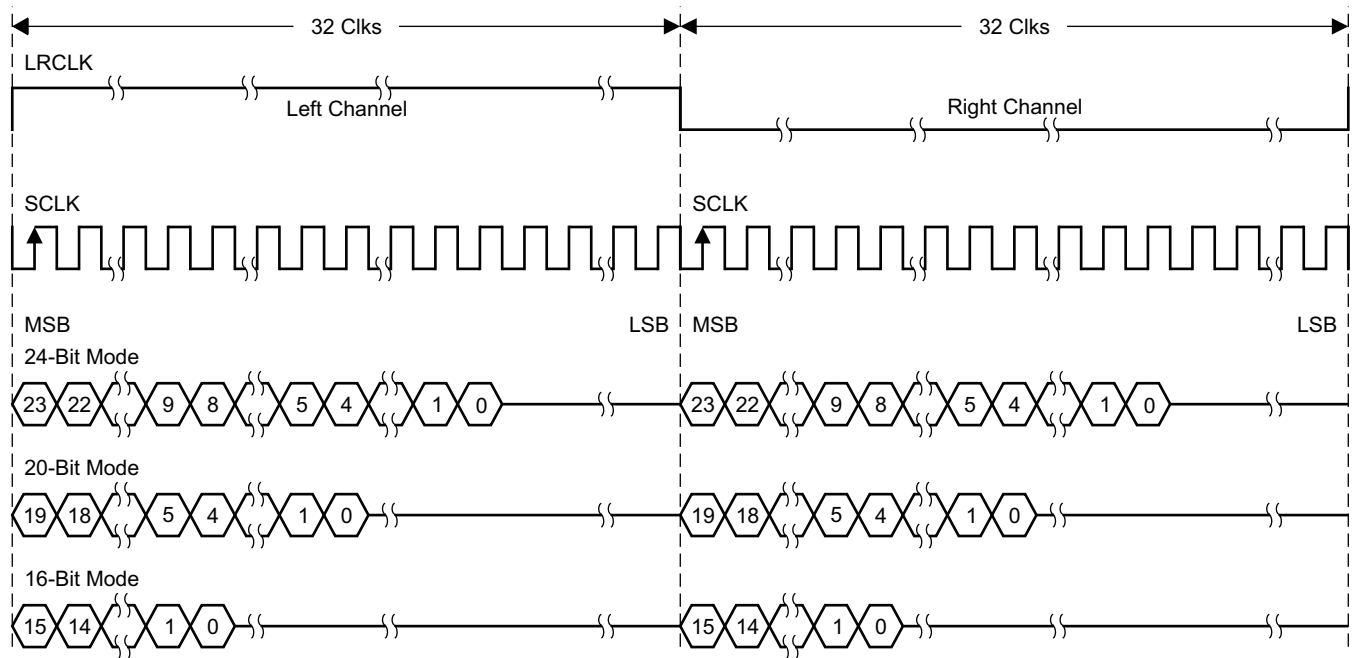 32 Clks 32 Clks
LRCLK
Left Channel Right Channel
SCLK SCLK
MSB LSB MSB LSB
24-Bit Mode
23 22 9 8 5 4 1 0 23 22 9 8 5 4 1 0
20-Bit Mode
19 18 5 4 1 0 19 18 5 4 1 0
16-Bit Mode
15 14 1 0 15 14 1 0